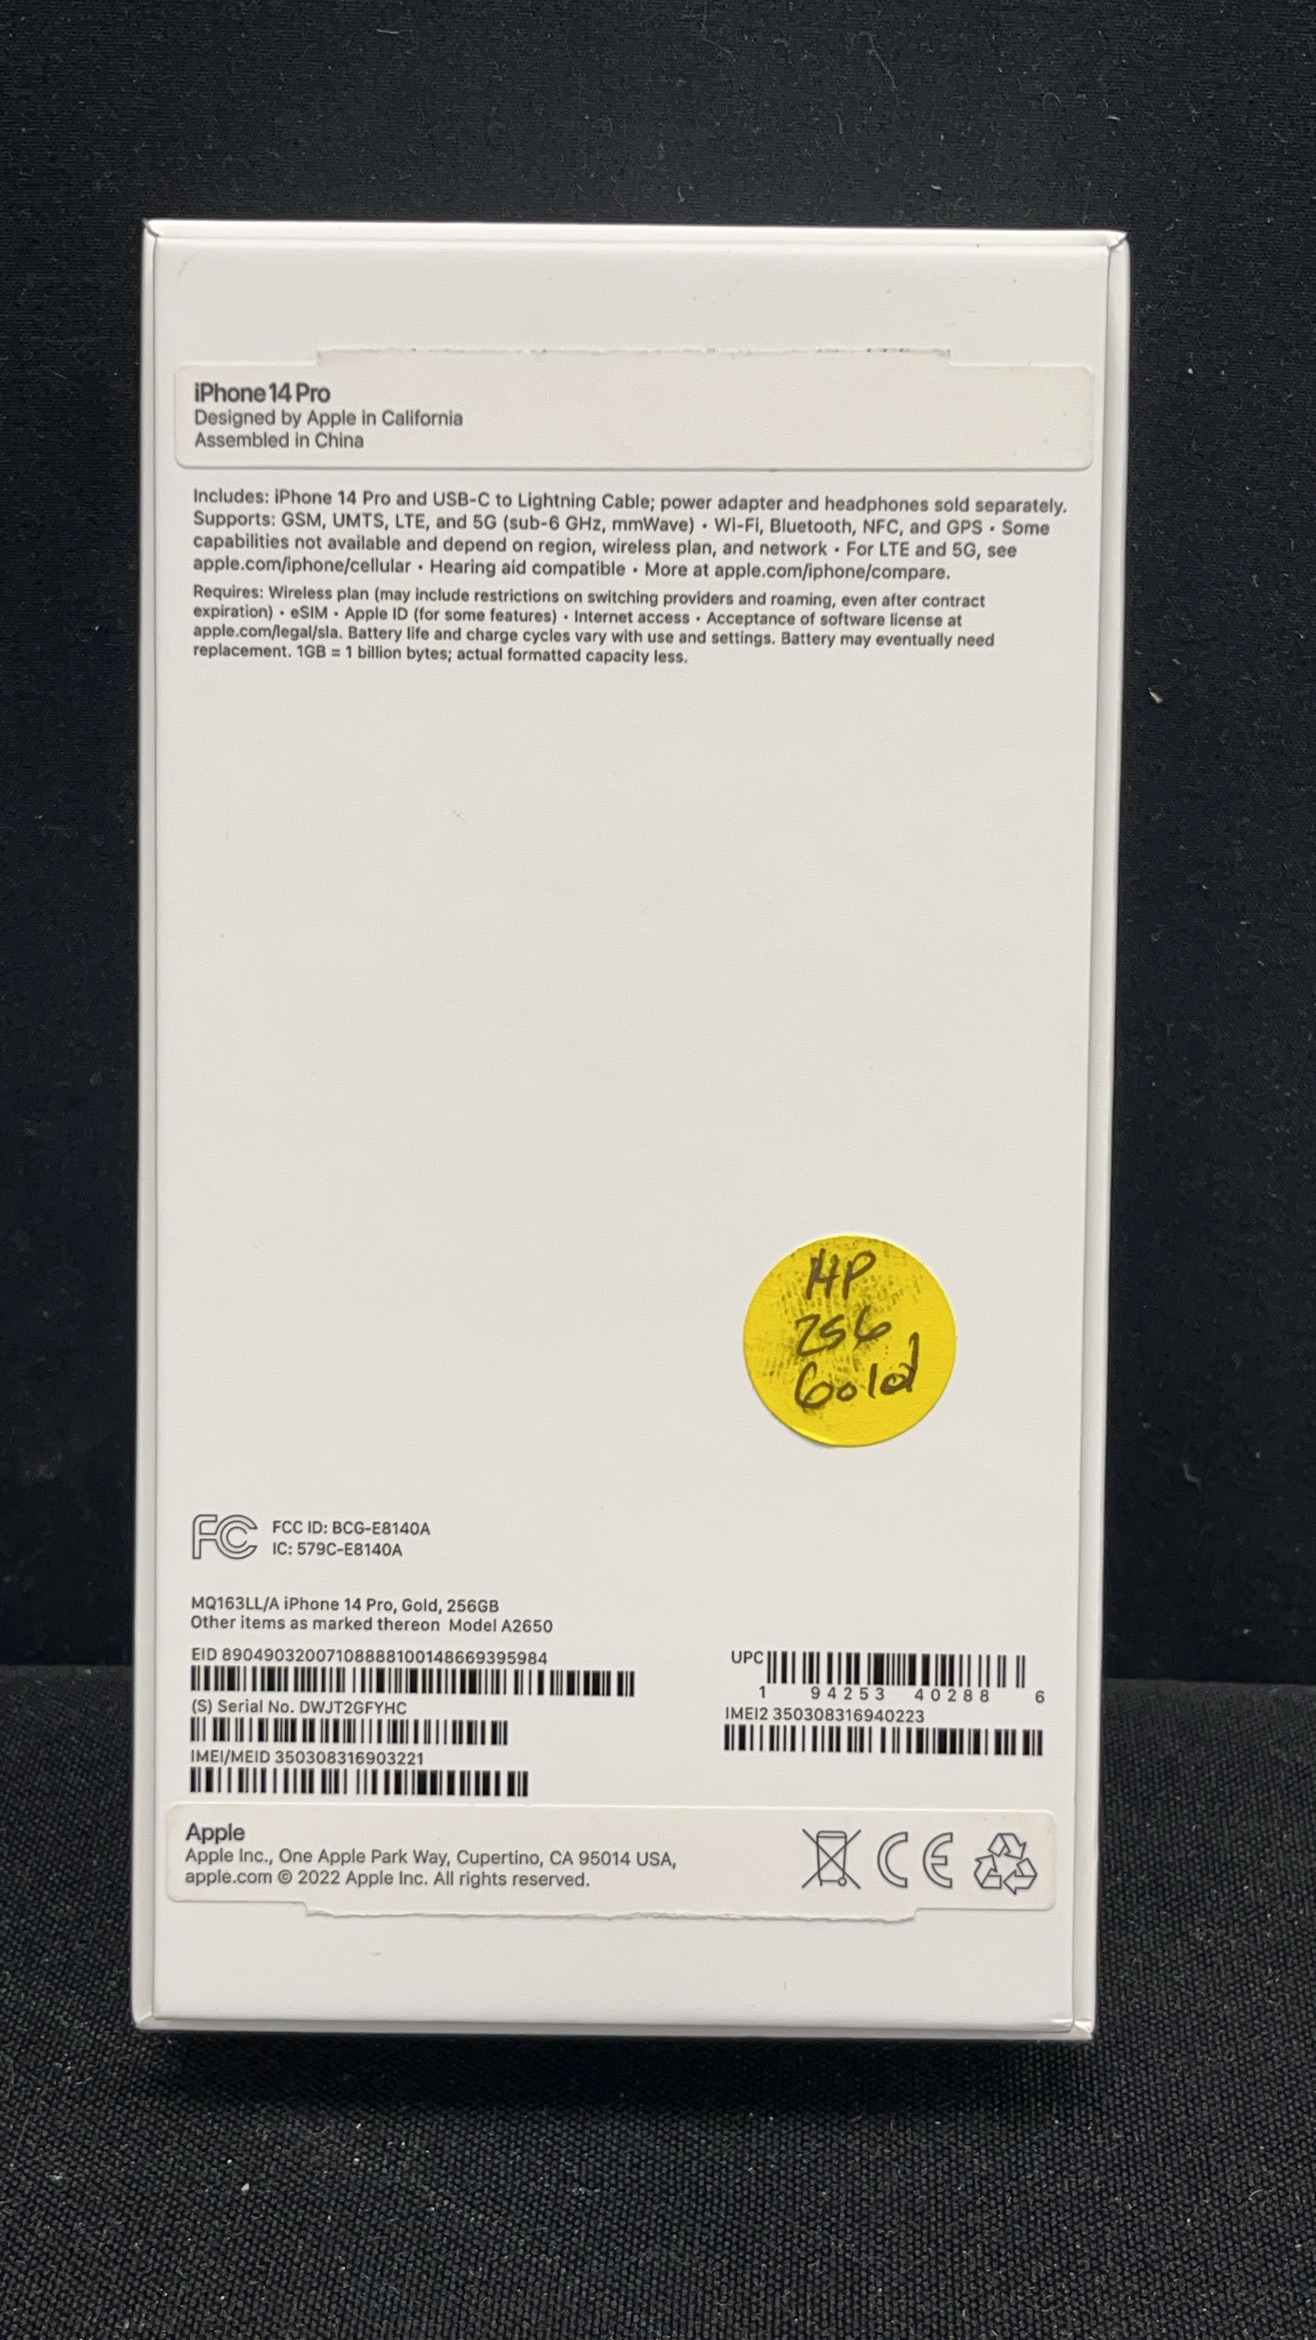 iPhone 14 Pro
Designed by Apple in California
Assembled in China
Includes: iPhone 14 Pro and USB-C to Lightning Cable; power adapter and headphones sold separately.
Supports: GSM, UMTS, LTE, and 5G (sub-6 GHz, mmWave) • Wi-Fi, Bluetooth, NFC, and GPS • Some
capabilities not available and depend on region, wireless plan, and network • For LTE and 5G, see
apple.com/iphone/cellular • Hearing aid compatible • More at apple.com/iphone/compare.
Requires: Wireless plan (may include restrictions on switching providers and roaming, even after contract
expiration) • eSIM • Apple ID (for some features) • Internet access • Acceptance of software license at
apple.com/legal/sla. Battery life and charge cycles vary with use and settings. Battery may eventually need
replacement. 1GB = 1 billion bytes; actual formatted capacity less.
14P
256
Gold
FC
FCC ID: BCG-E8140A
IC: 579C-E8140A
MQ163LL/A iPhone 14 Pro, Gold, 256GB
Other items as marked thereon Model A2650
EID 89049032007108888100148669395984
(S) Serial No. DWJT2GFYHC
IMEI/MEID 350308316903221
UPC
1 94253 40288 6
IMEI2 350308316940223
Apple
Apple Inc., One Apple Park Way, Cupertino, CA 95014 USA,
apple.com © 2022 Apple Inc. All rights reserved.
CE